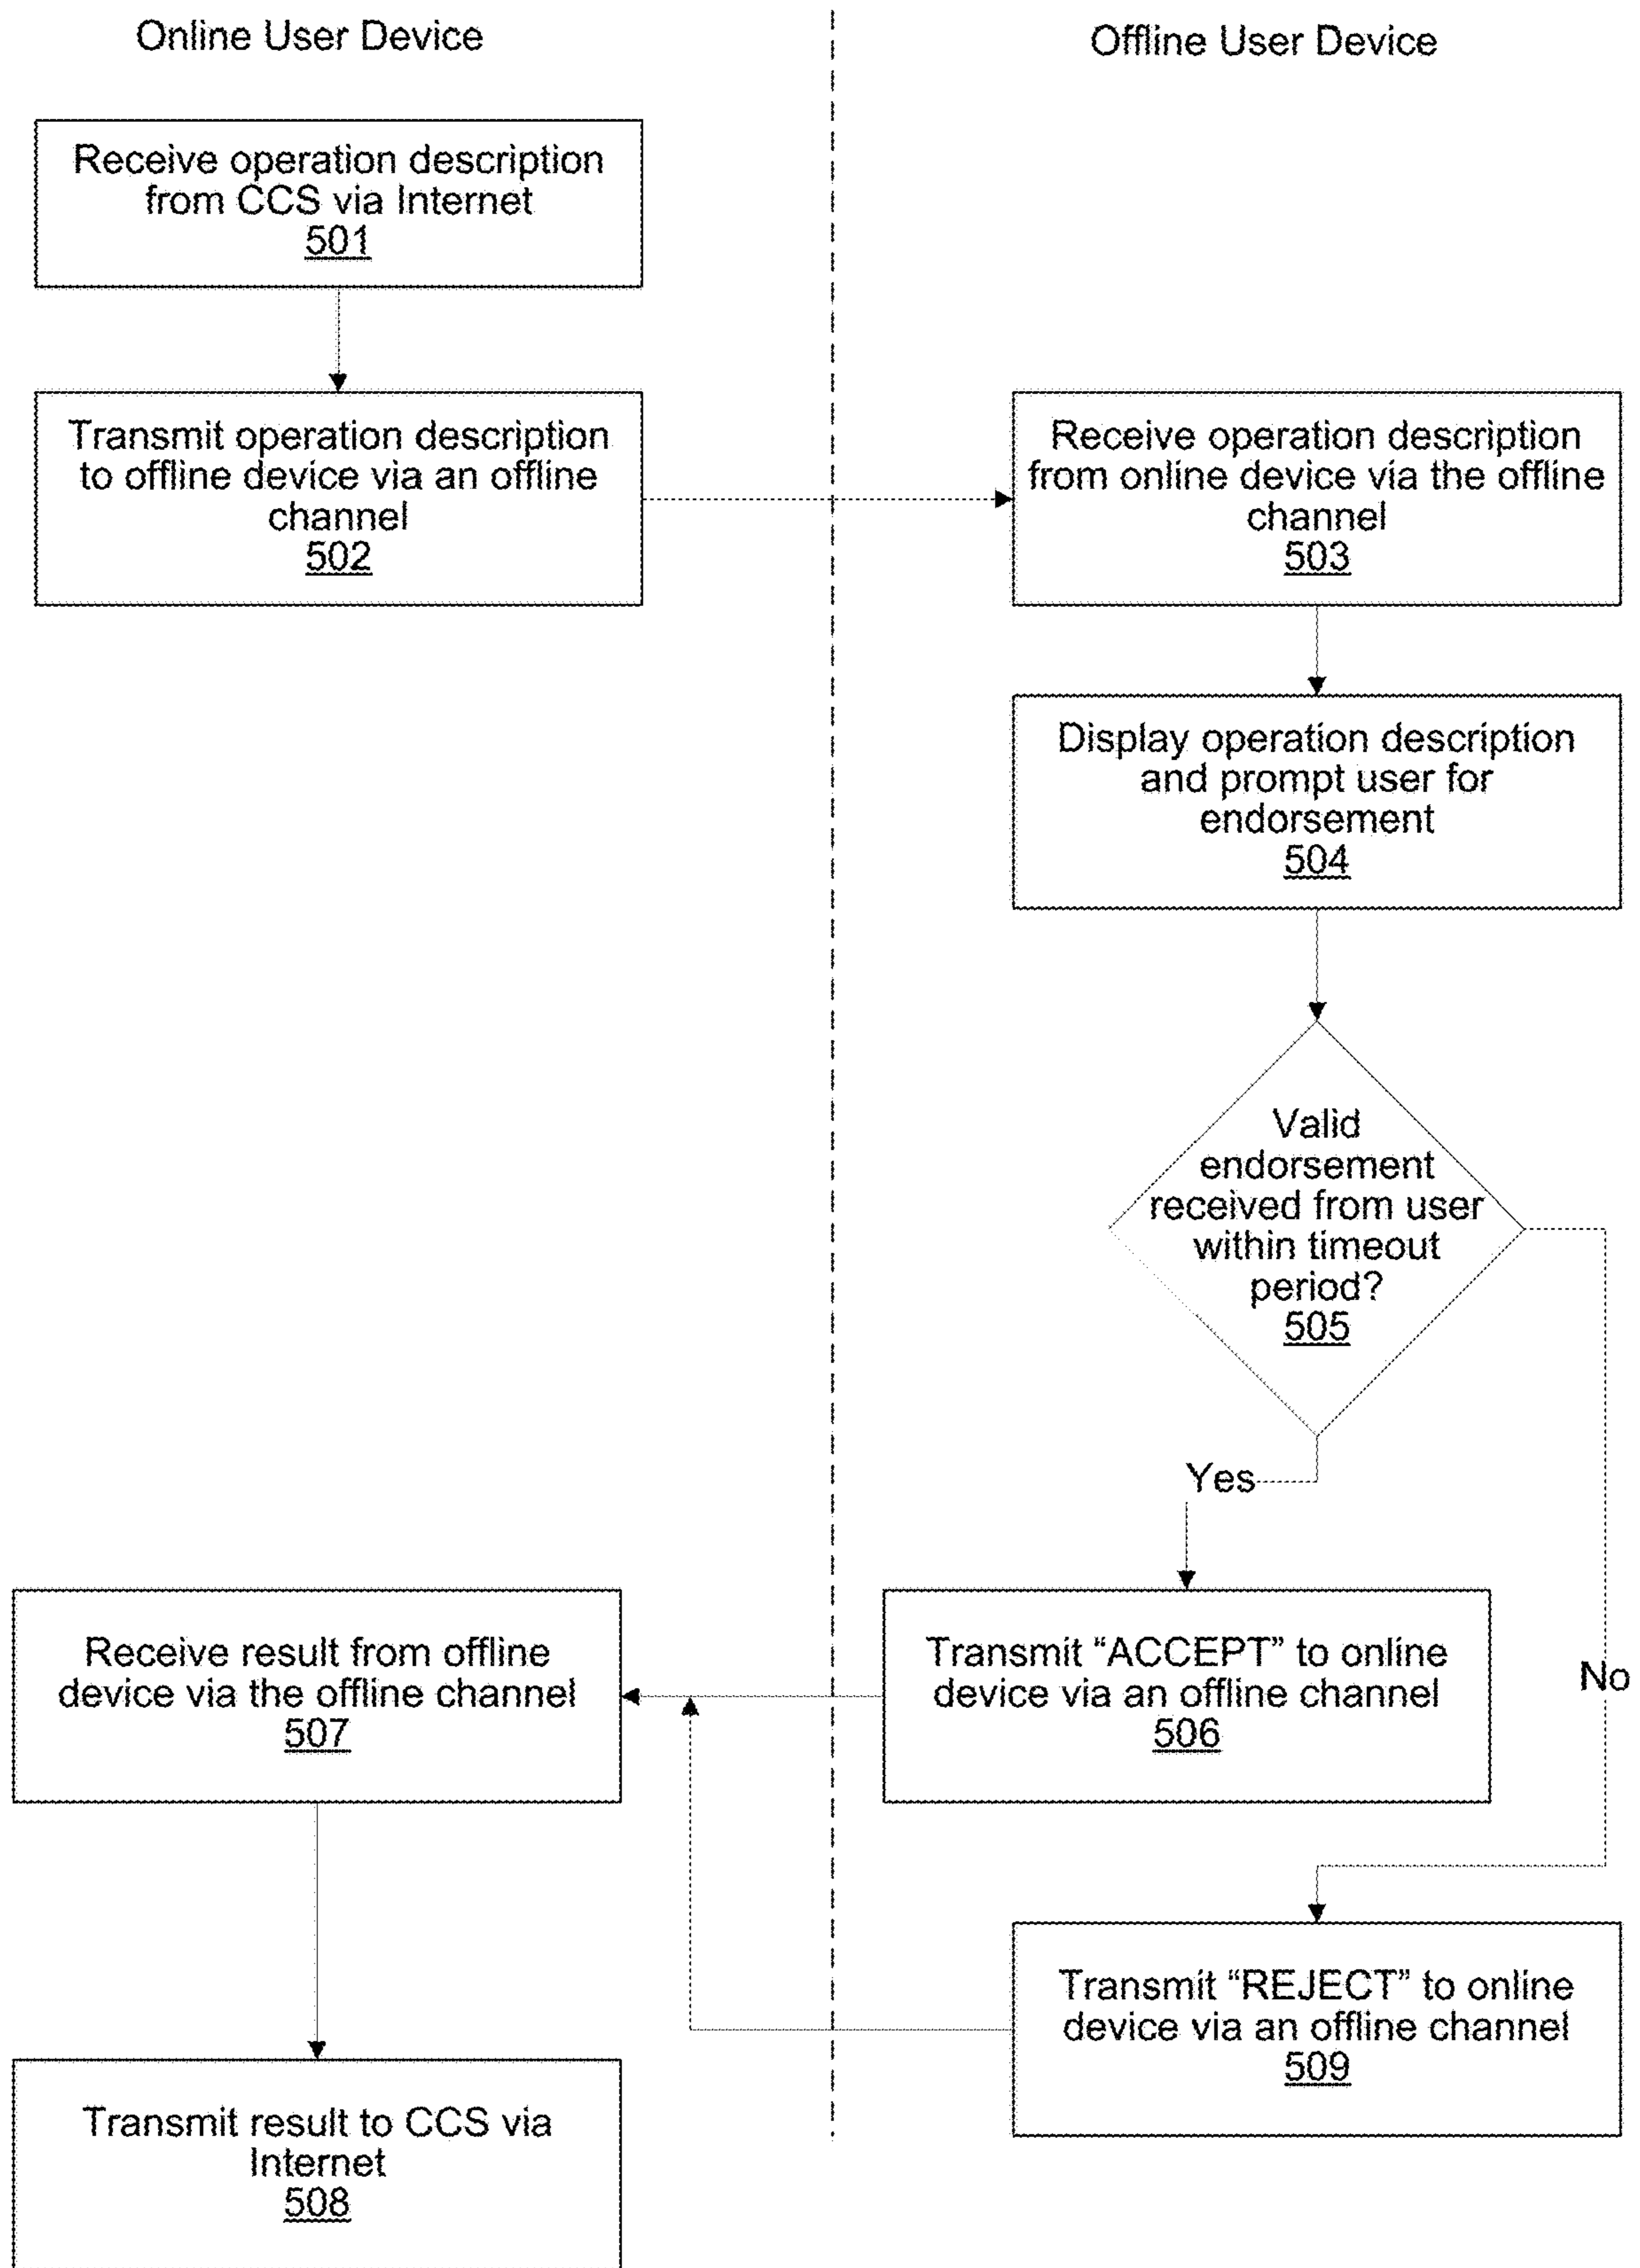 Online User Device
Offline User Device
Receive operation description
from CCS via Internet
501
Transmit operation description
to offline device via an offline
channel
502
Receive operation description
from online device via the offline
channel
503
Display operation description
and prompt user for
endorsement
504
Valid
endorsement
received from user
within timeout
period?
505
Yes
No
Transmit “ACCEPT” to online
device via an offline channel
506
Receive result from offline
device via the offline channel
507
Transmit “REJECT” to online
device via an offline channel
509
Transmit result to CCS via
Internet
508